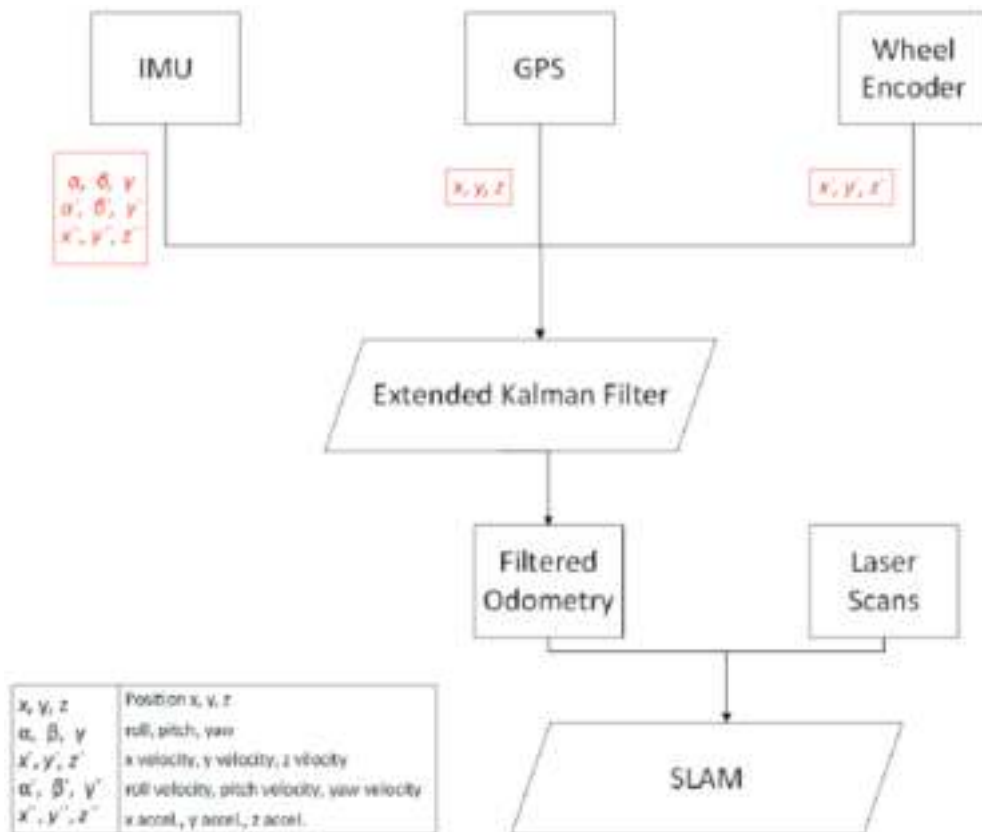 IMU
GPS
Wheel
Encoder
α, β, γ
α´, β´, γ´
x´´, y´´, z´´
x, y, z
x´, y´, z´
Extended Kalman Filter
Filtered
Odometry
Laser
Scans
SLAM
x, y, z Position x, y, z
α, β, γ roll, pitch, yaw
x´, y´, z´ x velocity, y velocity, z vilocity
α´, β´, γ´ roll velocity, pitch velocity, yaw velocity
x´´, y´´, z´´ x accel., y accel., z accel.